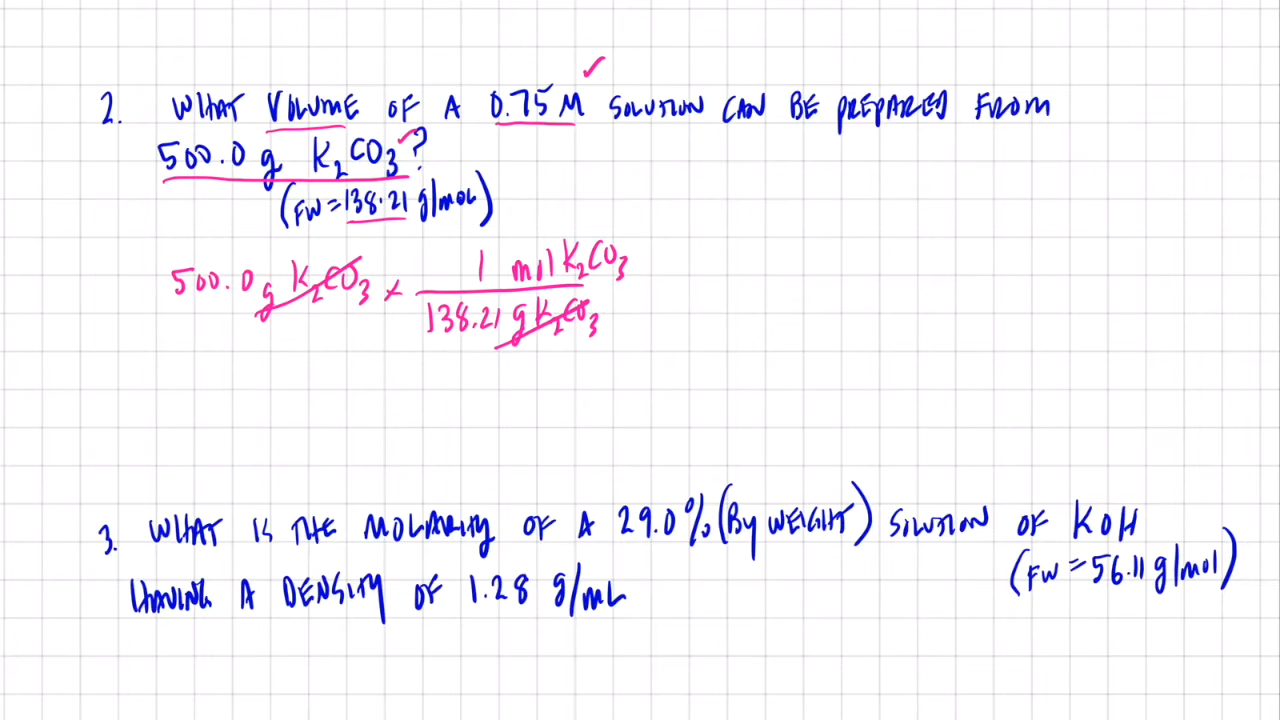 2. WHAT VOLUME OF A 0.75 M SOLUTION CAN BE PREPARED FROM
500.0 g K₂CO₃?
(FW = 138.21 g/mol)
500.0 g K₂CO₃ × 1 mol K₂CO₃ / 138.21 g K₂CO₃
3. WHAT IS THE MOLARITY OF A 29.0% (BY WEIGHT) SOLUTION OF KOH
(FW = 56.11 g/mol)
HAVING A DENSITY OF 1.28 g/mL